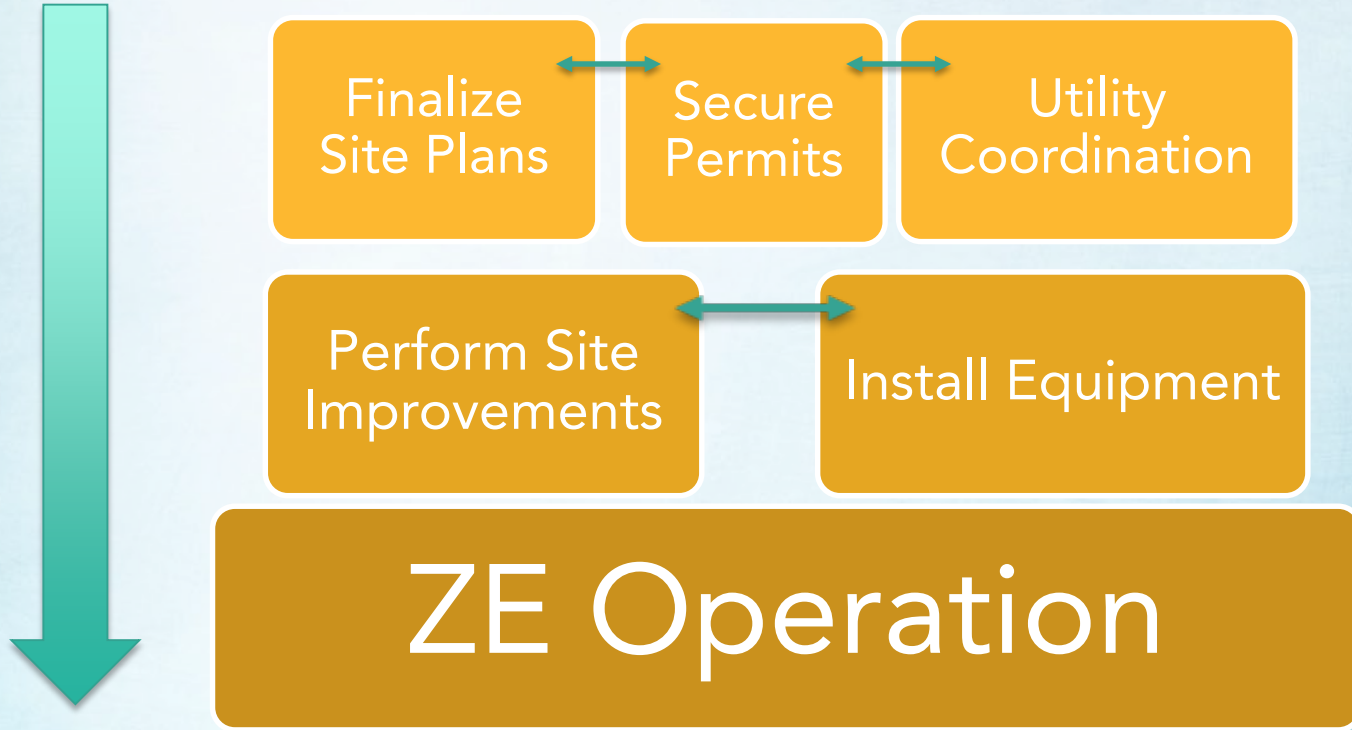 Finalize
Site Plans
Secure
Permits
Utility
Coordination
Perform Site
Improvements
Install Equipment
ZE Operation